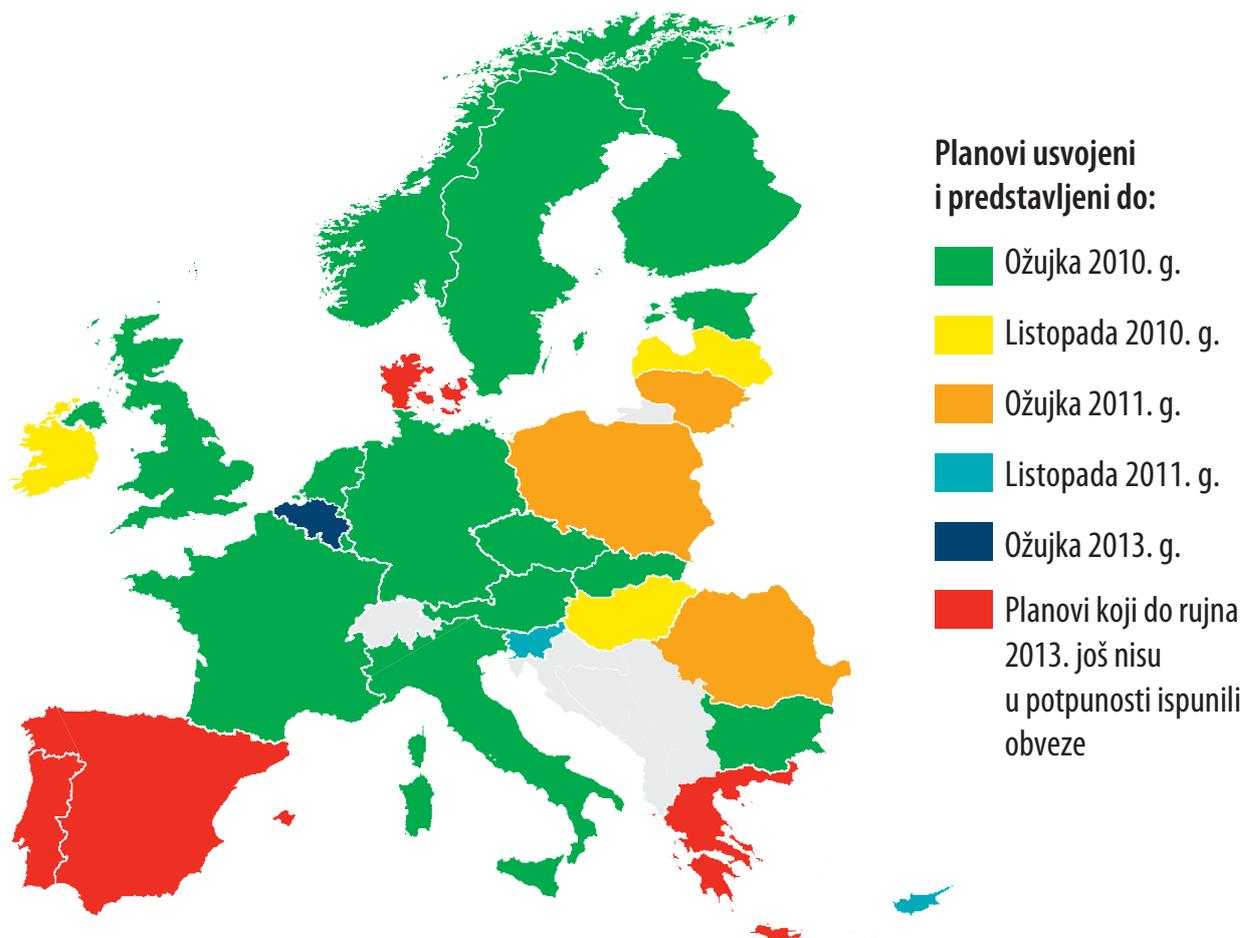 Planovi usvojeni
i predstavljeni do:
Ožujka 2010. g.
Listopada 2010. g.
Ožujka 2011. g.
Listopada 2011. g.
Ožujka 2013. g.
Planovi koji do rujna
2013. još nisu
u potpunosti ispunili
obveze